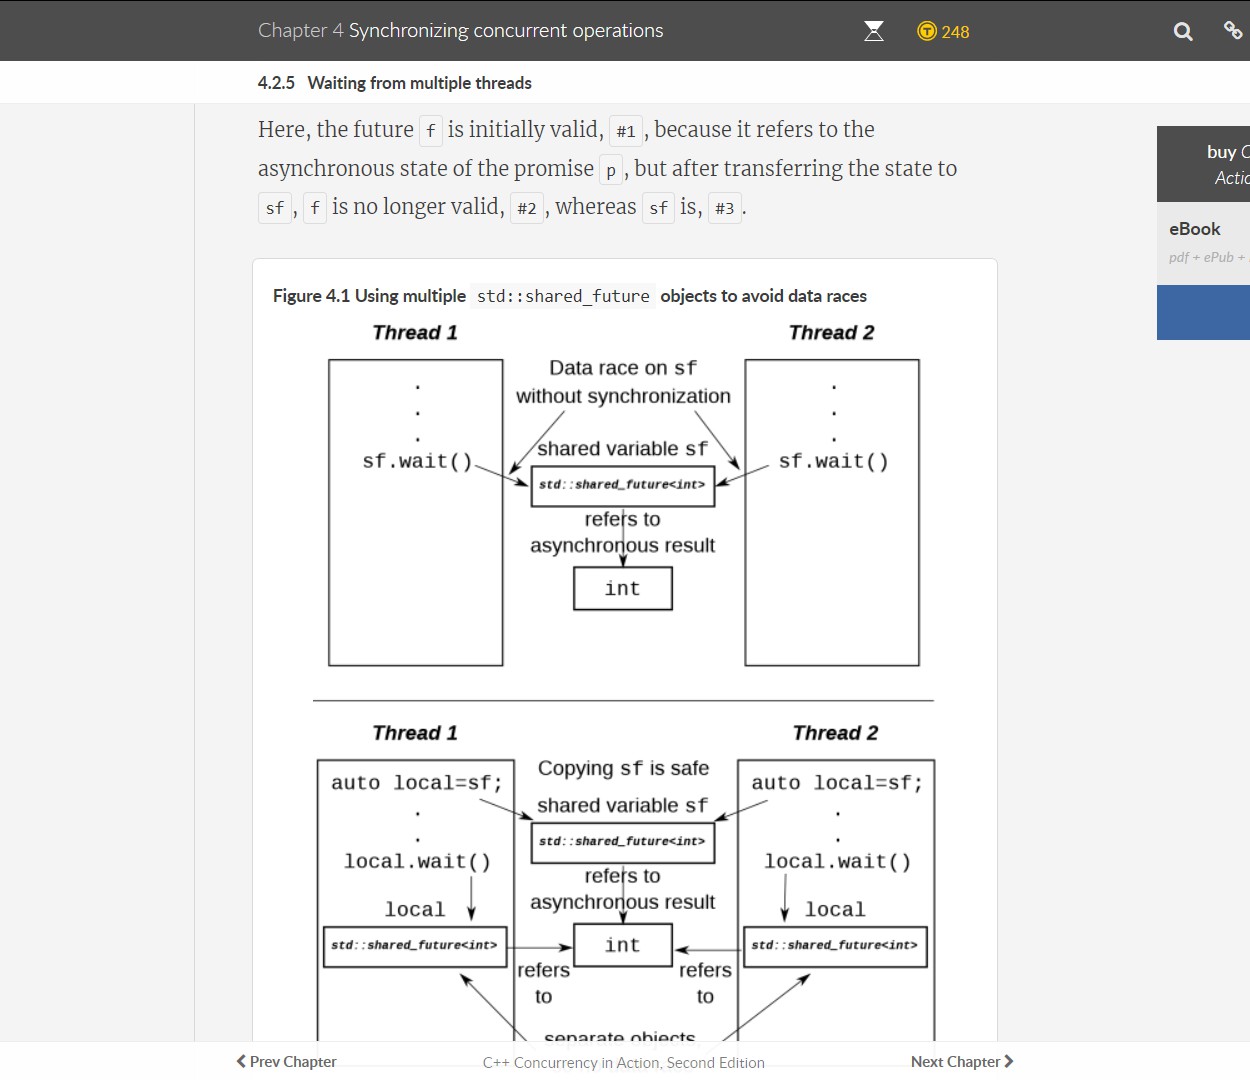 Chapter 4 Synchronizing concurrent operations
248
4.2.5 Waiting from multiple threads
Here, the future f is initially valid, #1 , because it refers to the
asynchronous state of the promise p , but after transferring the state to
sf , f is no longer valid, #2 , whereas sf is, #3 .
buy
eBook
pdf + ePub +
Figure 4.1 Using multiple std::shared_future objects to avoid data races
Thread 1
Thread 2
Data race on sf
without synchronization
.
.
.
.
.
.
sf.wait()
shared variable sf
sf.wait()
std::shared_future<int>
refers to
asynchronous result
int
Thread 1
Thread 2
auto local=sf;
Copying sf is safe
auto local=sf;
shared variable sf
.
.
.
.
std::shared_future<int>
local.wait()
local.wait()
refers to
asynchronous result
local
local
std::shared_future<int>
int
std::shared_future<int>
refers
to
refers
to
separate objects
Prev Chapter
C++ Concurrency in Action, Second Edition
Next Chapter